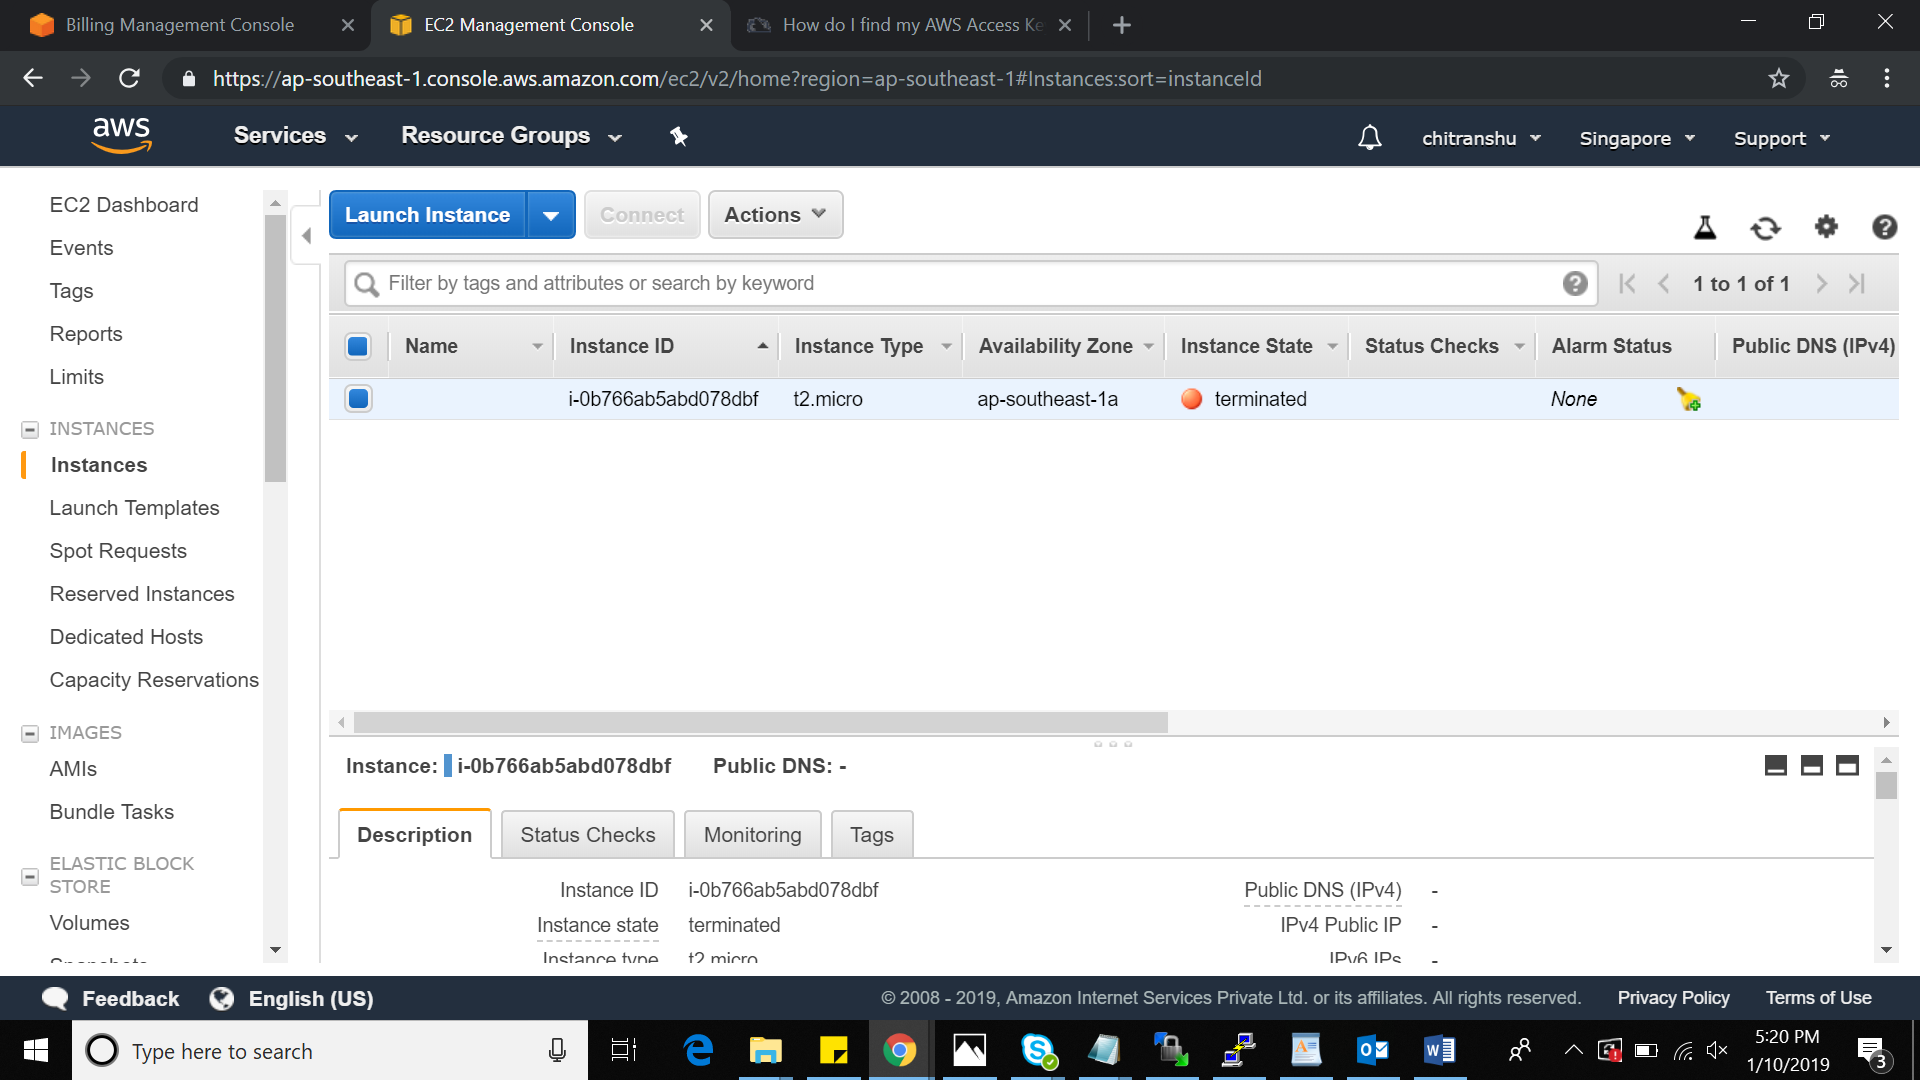 Billing Management Console
EC2 Management Console
How do I find my AWS Access Ke
https://ap-southeast-1.console.aws.amazon.com/ec2/v2/home?region=ap-southeast-1#Instances:sort=instanceId
aws
Services
Resource Groups
chitranshu
Singapore
Support
EC2 Dashboard
Events
Tags
Reports
Limits
INSTANCES
Instances
Launch Templates
Spot Requests
Reserved Instances
Dedicated Hosts
Capacity Reservations
IMAGES
AMIs
Bundle Tasks
ELASTIC BLOCK
STORE
Volumes
Snapshots
Launch Instance
Connect
Actions
Filter by tags and attributes or search by keyword
1 to 1 of 1
Name Instance ID Instance Type Availability Zone Instance State Status Checks Alarm Status Public DNS (IPv4)
i-0b766ab5abd078dbf t2.micro ap-southeast-1a terminated None
Instance: i-0b766ab5abd078dbf Public DNS: -
Description Status Checks Monitoring Tags
Instance ID i-0b766ab5abd078dbf Public DNS (IPv4) -
Instance state terminated IPv4 Public IP -
Instance type t2.micro IPv6 IPs -
Feedback
English (US)
© 2008 - 2019, Amazon Internet Services Private Ltd. or its affiliates. All rights reserved.
Privacy Policy
Terms of Use
Type here to search
5:20 PM
1/10/2019
3